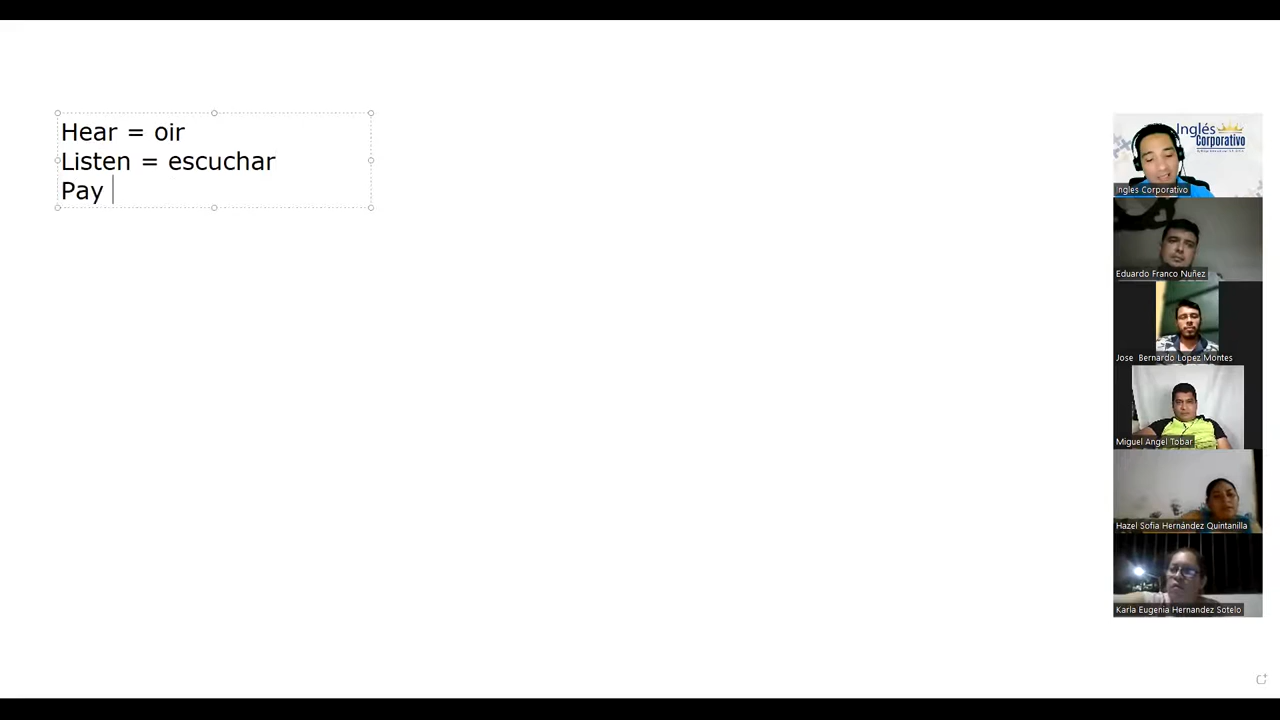 Hear = oir
Listen = escuchar
Pay
Inglés
Corporativo
Ingles Corporativo
Eduardo Franco Nuñez
Jose Bernardo Lopez Montes
Miguel Angel Tobar
Hazel Sofia Hernández Quintanilla
Karla Eugenia Hernandez Sotelo